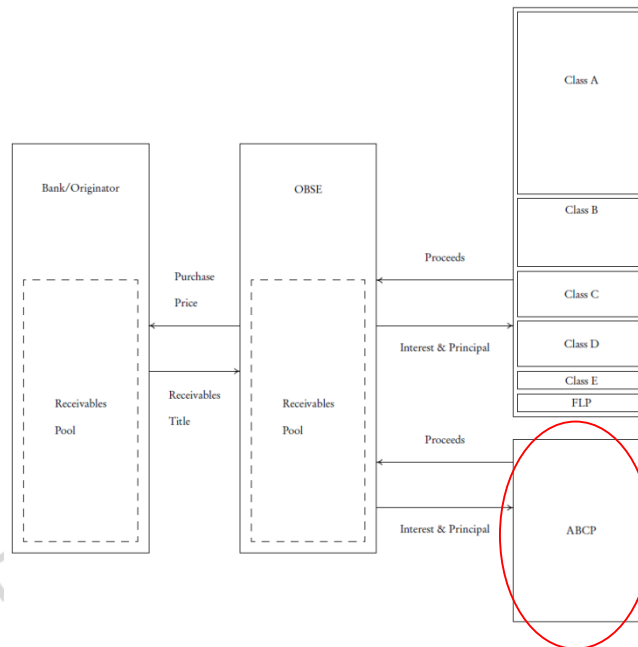 Class A
Bank/Originator
OBSE
Class B
Proceeds
Purchase
Price
Class C
Interest & Principal
Class D
Class E
Receivables
Title
Receivables
Pool
Receivables
Pool
FLP
Proceeds
Interest & Principal
ABCP